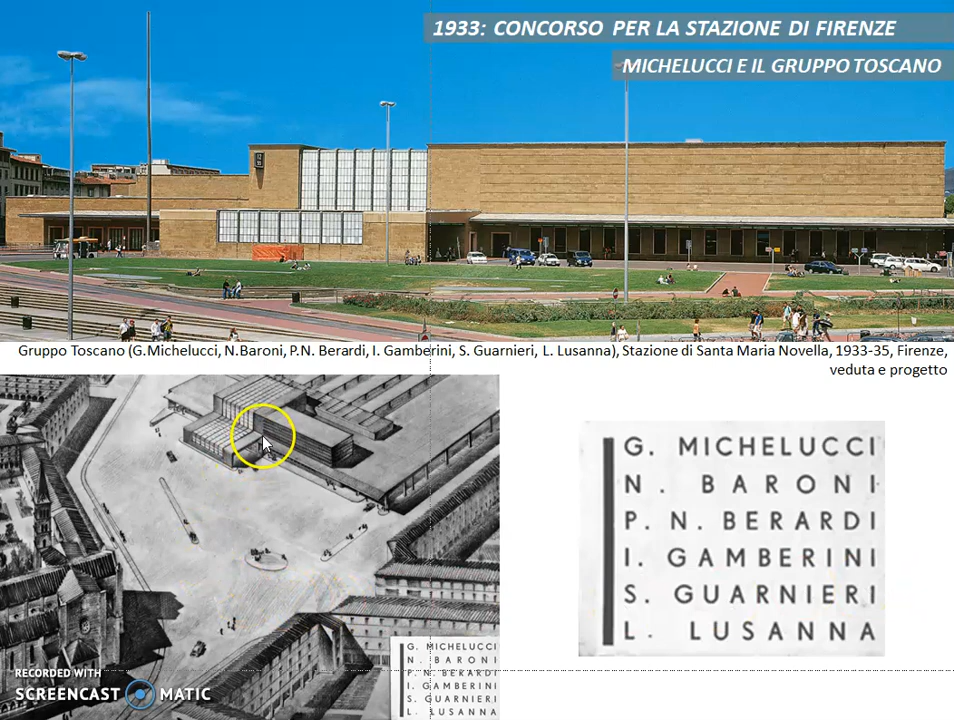 1933: CONCORSO PER LA STAZIONE DI FIRENZE
MICHELUCCI E IL GRUPPO TOSCANO
Gruppo Toscano (G.Michelucci, N.Baroni, P.N. Berardi, I. Gamberini, S. Guarnieri, L. Lusanna), Stazione di Santa Maria Novella, 1933-35, Firenze,
veduta e progetto
G. MICHELUCCI
N. BARONI
P. N. BERARDI
I. GAMBERINI
S. GUARNIERI
L. LUSANNA
G. MICHELUCCI
N. BARONI
P. N. BERARDI
I. GAMBERINI
S. GUARNIERI
L. LUSANNA
RECORDED WITH
SCREENCAST MATIC